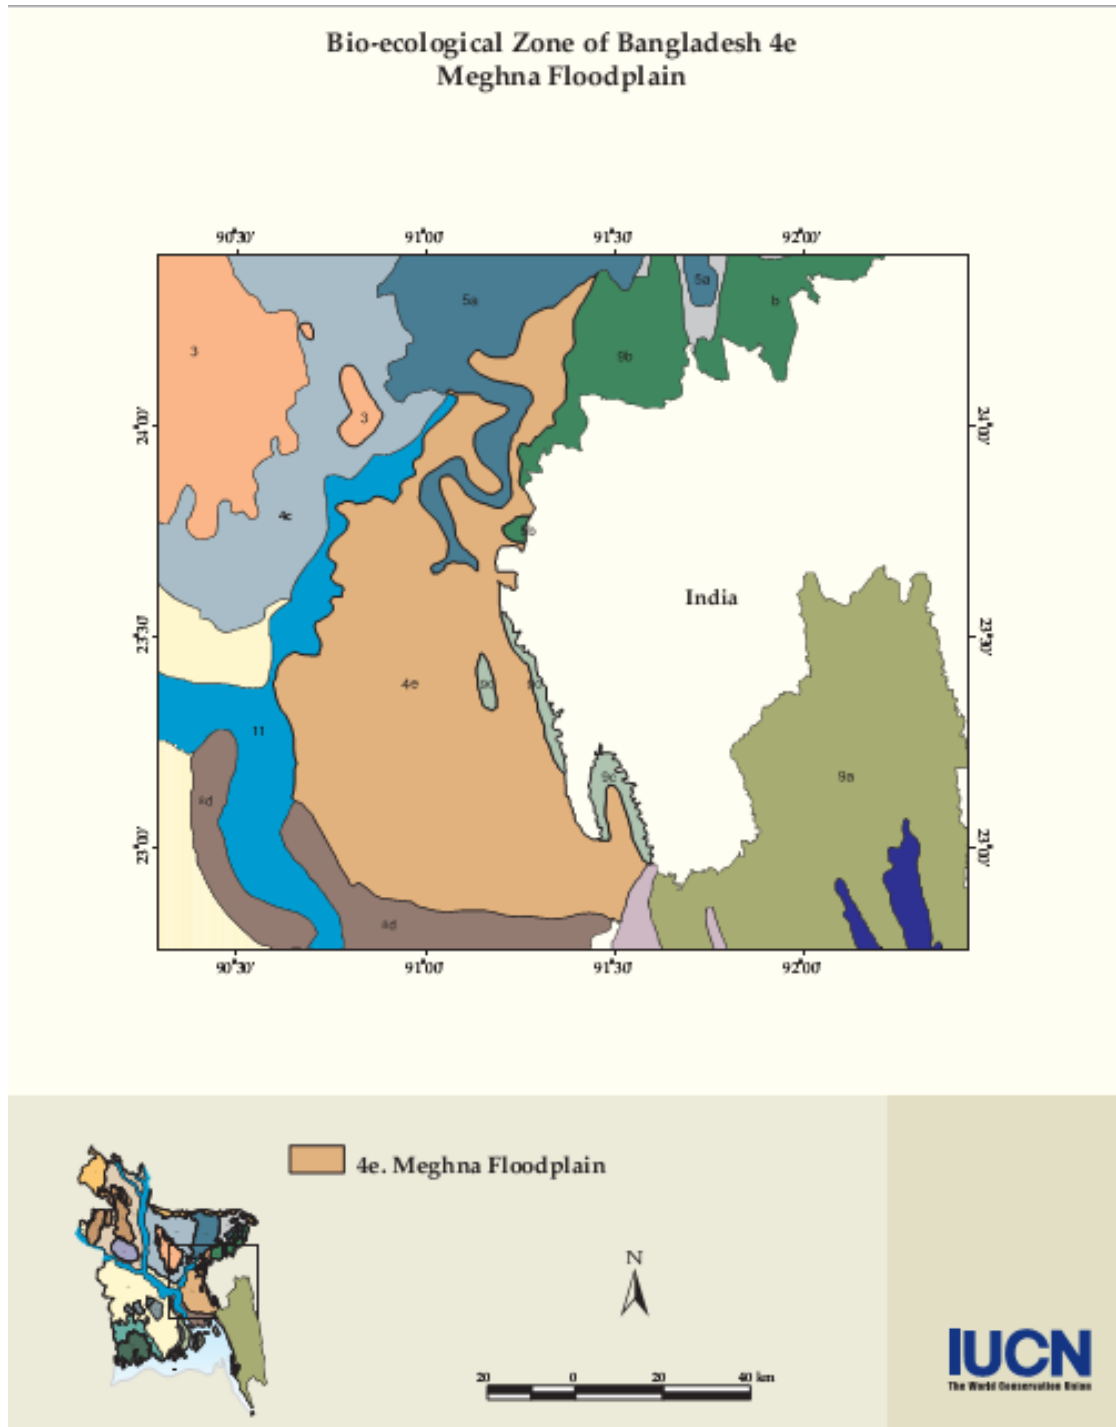 Bio-ecological Zone of Bangladesh 4e
Meghna Floodplain
90°30' 91°00' 91°30' 92°00'
5a
5a
b
3
9b
3
24°00'
24°00'
4c
India
23°30'
23°30'
4e
11
9a
9c
23°00'
23°00'
90°30' 91°00' 91°30' 92°00'
4e. Meghna Floodplain
N
20 0 20 40 km
IUCN
The World Conservation Union